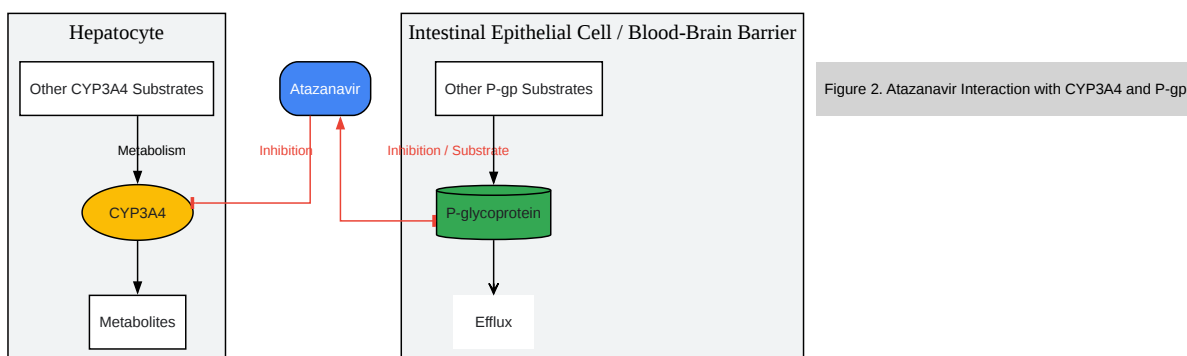 Hepatocyte
Intestinal Epithelial Cell / Blood-Brain Barrier
Other CYP3A4 Substrates
Atazanavir
Other P-gp Substrates
Figure 2. Atazanavir Interaction with CYP3A4 and P-gp
Metabolism
Inhibition
Inhibition / Substrate
CYP3A4
P-glycoprotein
Metabolites
Efflux